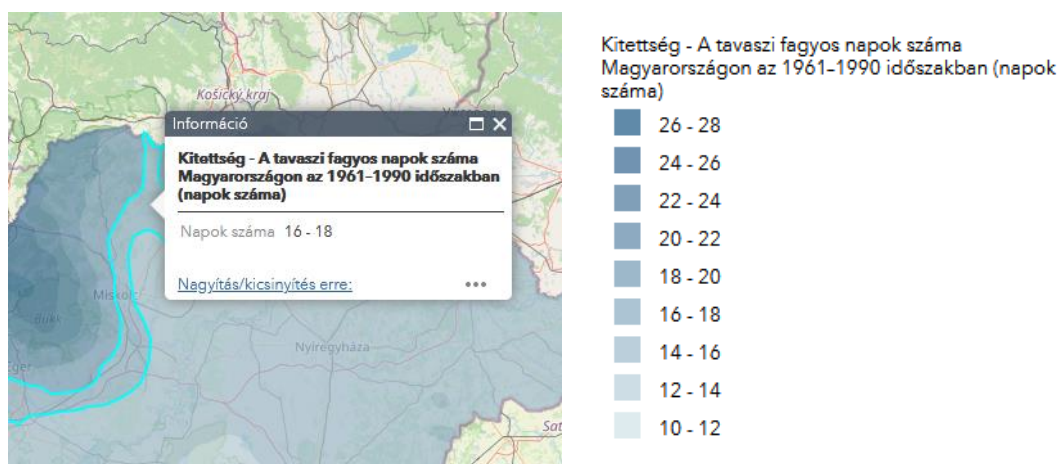 Košický kraj
Információ
Kitettség - A tavaszi fagyos napok száma
Magyarországon az 1961-1990 időszakban
(napok száma)
Napok száma 16 - 18
Nagyítás/kicsinyítés erre:
Miskolc
Bükk
Nyíregyháza
Eger
Sat
Kitettség - A tavaszi fagyos napok száma
Magyarországon az 1961-1990 időszakban (napok
száma)
26 - 28
24 - 26
22 - 24
20 - 22
18 - 20
16 - 18
14 - 16
12 - 14
10 - 12